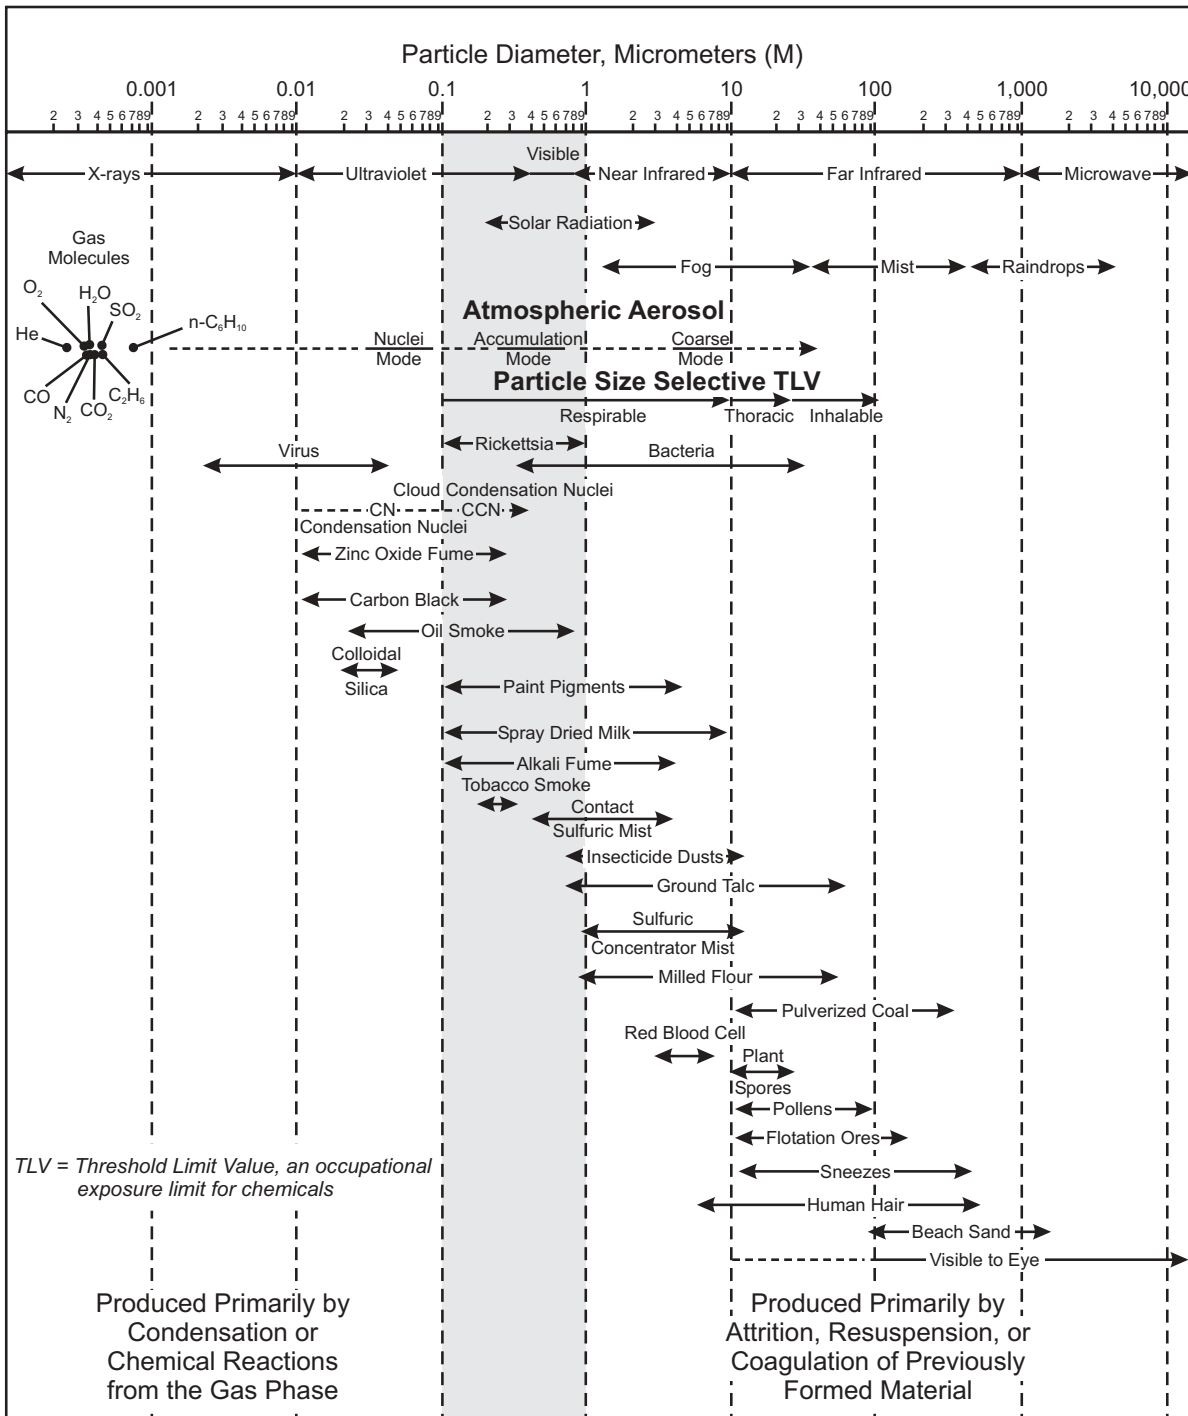 Particle Diameter, Micrometers (M)
0.001 0.01 0.1 1 10 100 1,000 10,000
2 3 4 5 6 7 8 9 2 3 4 5 6 7 8 9 2 3 4 5 6 7 8 9 2 3 4 5 6 7 8 9 2 3 4 5 6 7 8 9 2 3 4 5 6 7 8 9 2 3 4 5 6 7 8 9 2 3 4 5 6 7 8 9
Visible
X-rays Ultraviolet Near Infrared Far Infrared Microwave
Solar Radiation
Gas
Molecules
Fog Mist Raindrops
O2 H2O SO2
He n-C6H10
CO N2 CO2 C2H6
Atmospheric Aerosol
Nuclei Accumulation Coarse
Mode Mode Mode
Particle Size Selective TLV
Respirable Thoracic Inhalable
Rickettsia
Virus Bacteria
Cloud Condensation Nuclei
CN CCN
Condensation Nuclei
Zinc Oxide Fume
Carbon Black
Oil Smoke
Colloidal
Silica
Paint Pigments
Spray Dried Milk
Alkali Fume
Tobacco Smoke
Contact
Sulfuric Mist
Insecticide Dusts
Ground Talc
Sulfuric
Concentrator Mist
Milled Flour
Pulverized Coal
Red Blood Cell
Plant
Spores
Pollens
Flotation Ores
TLV = Threshold Limit Value, an occupational
exposure limit for chemicals
Sneezes
Human Hair
Beach Sand
Visible to Eye
Produced Primarily by
Condensation or
Chemical Reactions
from the Gas Phase
Produced Primarily by
Attrition, Resuspension, or
Coagulation of Previously
Formed Material